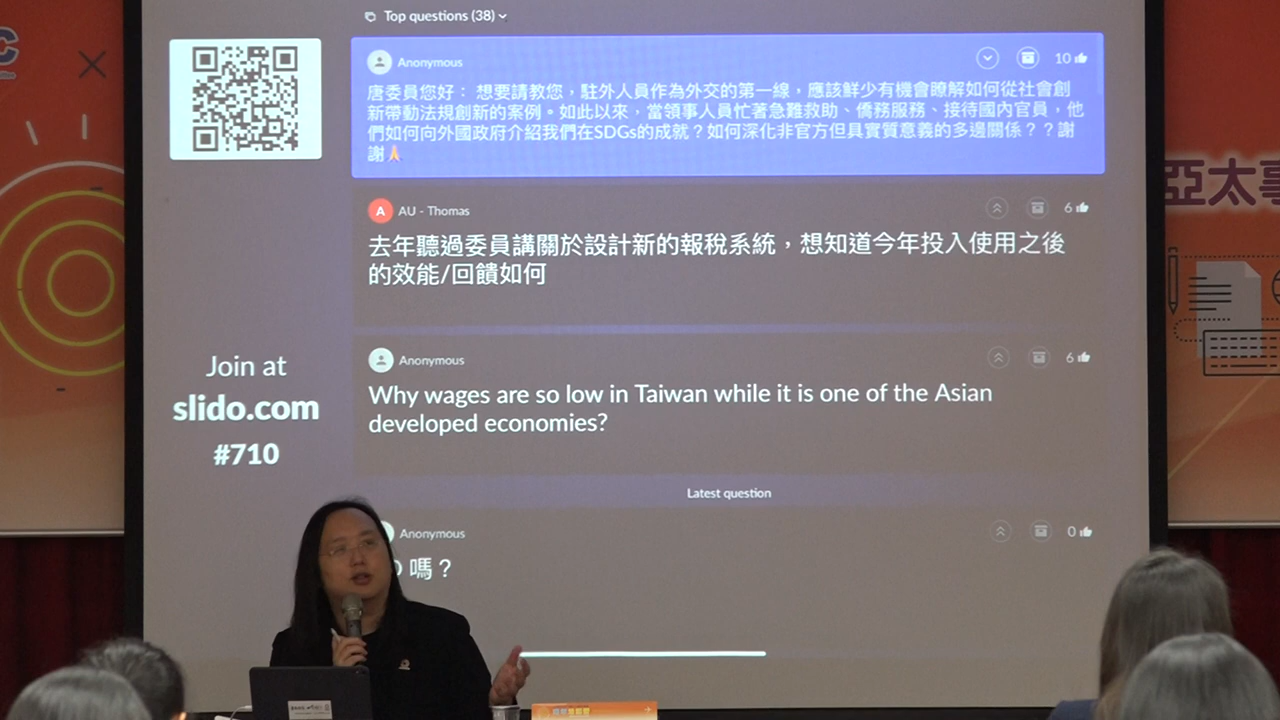 Top questions (38)
Anonymous
10
唐委員您好： 想要請教您，駐外人員作為外交的第一線，應該鮮少有機會瞭解如何從社會創
新帶動法規創新的案例。如此以來，當領事人員忙著急難救助、僑務服務、接待國內官員，他
們如何向外國政府介紹我們在SDGs的成就？如何深化非官方但具實質意義的多邊關係？？謝
謝🙏
A AU - Thomas
6
去年聽過委員講關於設計新的報稅系統，想知道今年投入使用之後
的效能/回饋如何
Anonymous
6
Why wages are so low in Taiwan while it is one of the Asian
developed economies?
Latest question
Anonymous
0
嗎？
Join at
slido.com
#710
C
亞太事